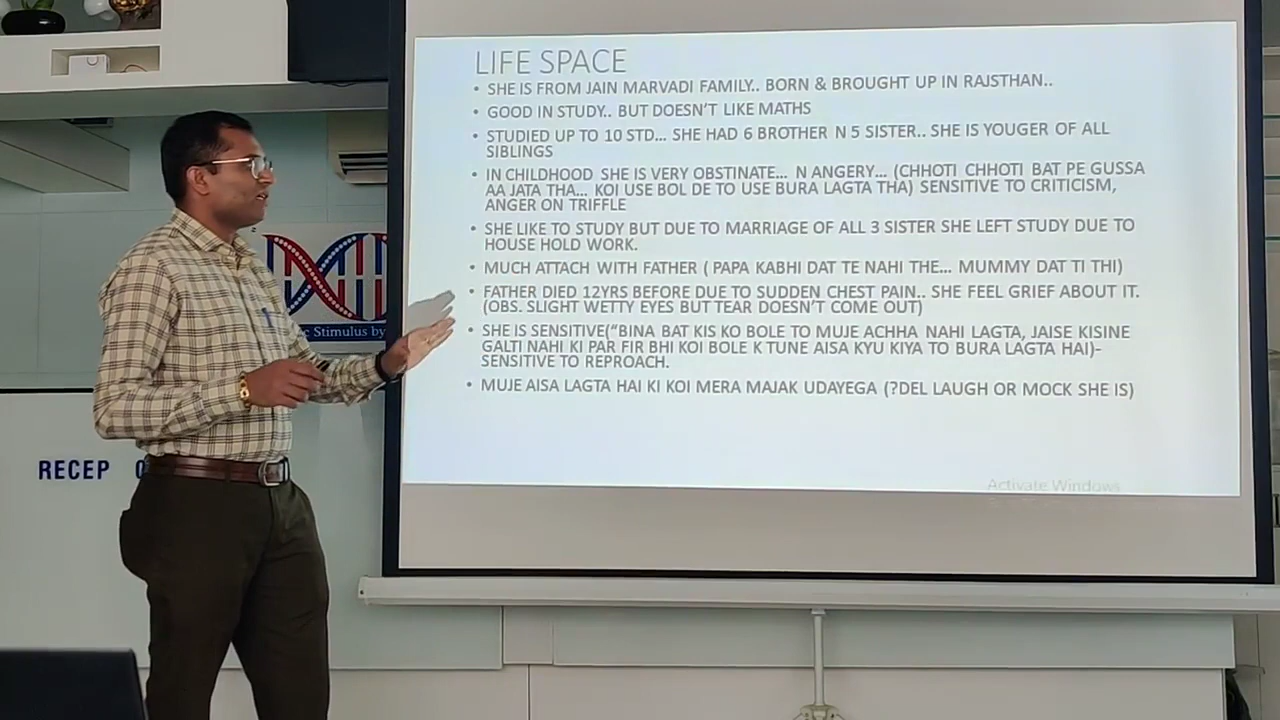 LIFE SPACE
• SHE IS FROM JAIN MARVADI FAMILY.. BORN & BROUGHT UP IN RAJSTHAN..
• GOOD IN STUDY.. BUT DOESN'T LIKE MATHS
• STUDIED UP TO 10 STD... SHE HAD 6 BROTHER N 5 SISTER.. SHE IS YOUGER OF ALL
SIBLINGS
• IN CHILDHOOD SHE IS VERY OBSTINATE... N ANGERY... (CHHOTI CHHOTI BAT PE GUSSA
AA JATA THA... KOI USE BOL DE TO USE BURA LAGTA THA) SENSITIVE TO CRITICISM,
ANGER ON TRIFFLE
• SHE LIKE TO STUDY BUT DUE TO MARRIAGE OF ALL 3 SISTER SHE LEFT STUDY DUE TO
HOUSE HOLD WORK.
• MUCH ATTACH WITH FATHER ( PAPA KABHI DAT TE NAHI THE... MUMMY DAT TI THI)
• FATHER DIED 12YRS BEFORE DUE TO SUDDEN CHEST PAIN.. SHE FEEL GRIEF ABOUT IT.
(OBS. SLIGHT WETTY EYES BUT TEAR DOESN'T COME OUT)
• SHE IS SENSITIVE("BINA BAT KIS KO BOLE TO MUJE ACHHA NAHI LAGTA, JAISE KISINE
GALTI NAHI KI PAR FIR BHI KOI BOLE K TUNE AISA KYU KIYA TO BURA LAGTA HAI)-
SENSITIVE TO REPROACH.
• MUJE AISA LAGTA HAI KI KOI MERA MAJAK UDAYEGA (?DEL LAUGH OR MOCK SHE IS)
Activate Windows
Stimulus by
RECEP